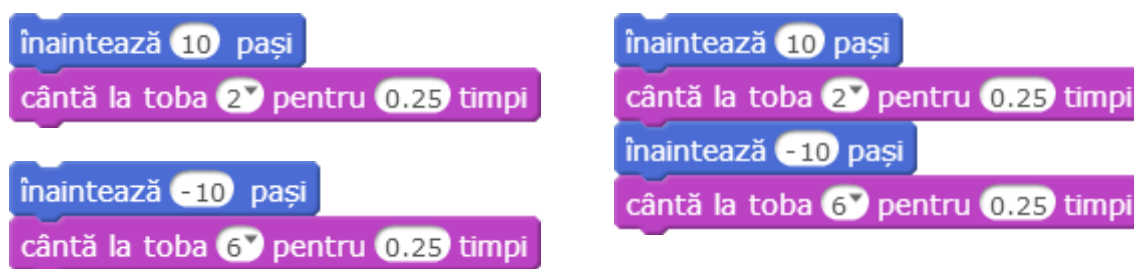 înaintează 10 pași
cântă la toba 2 pentru 0.25 timpi
înaintează -10 pași
cântă la toba 6 pentru 0.25 timpi
înaintează 10 pași
cântă la toba 2 pentru 0.25 timpi
înaintează -10 pași
cântă la toba 6 pentru 0.25 timpi